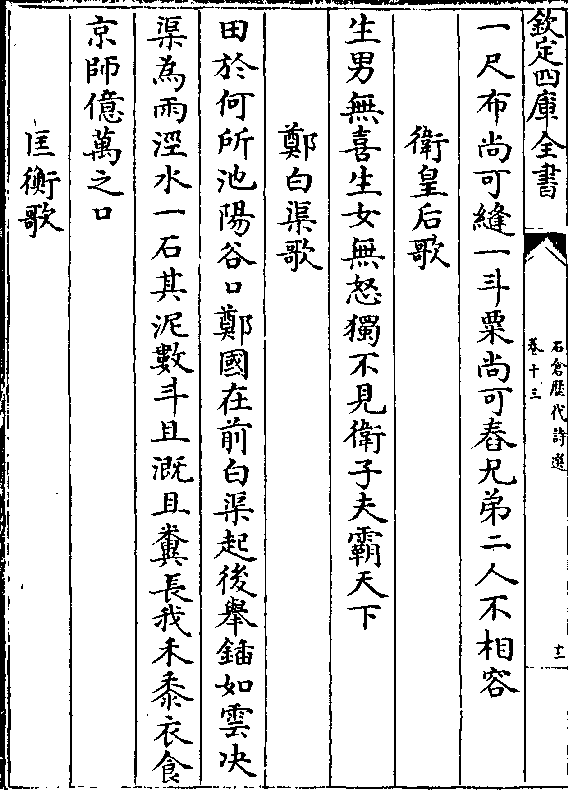 欽定四庫全書
石倉歷代詩選
卷十三
十二
一尺布尚可縫一斗粟尚可舂兄弟二人不相容
衛皇后歌
生男無喜生女無怒獨不見衛子夫霸天下
鄭白渠歌
田於何所池陽谷口鄭國在前白渠起後舉鍤如雲决
渠為雨涇水一石其泥數斗且溉且糞長我禾黍衣食
京師億萬之口
匡衡歌